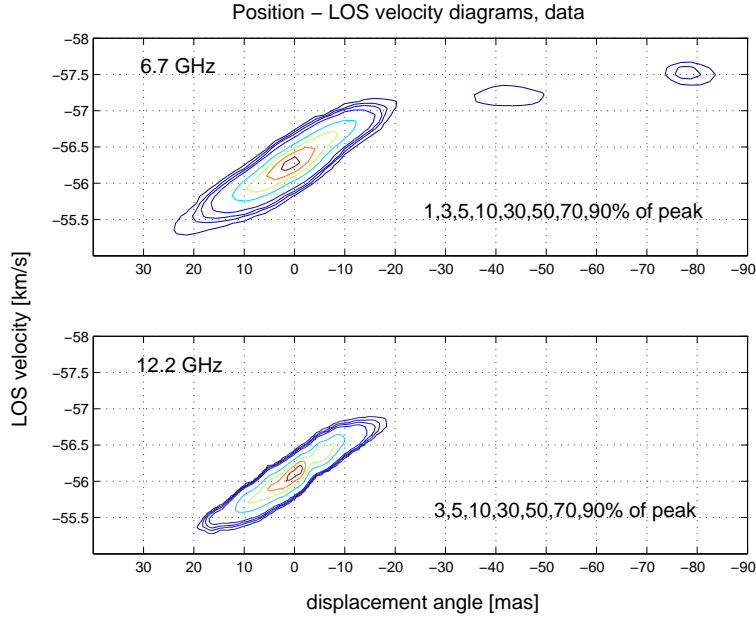 Position − LOS velocity diagrams, data
−58
−57.5
−57
−56.5
−56
−55.5
6.7 GHz
1,3,5,10,30,50,70,90% of peak
30 20 10 0 −10 −20 −30 −40 −50 −60 −70 −80 −90
LOS velocity [km/s]
−58
−57.5
−57
−56.5
−56
−55.5
12.2 GHz
3,5,10,30,50,70,90% of peak
30 20 10 0 −10 −20 −30 −40 −50 −60 −70 −80 −90
displacement angle [mas]